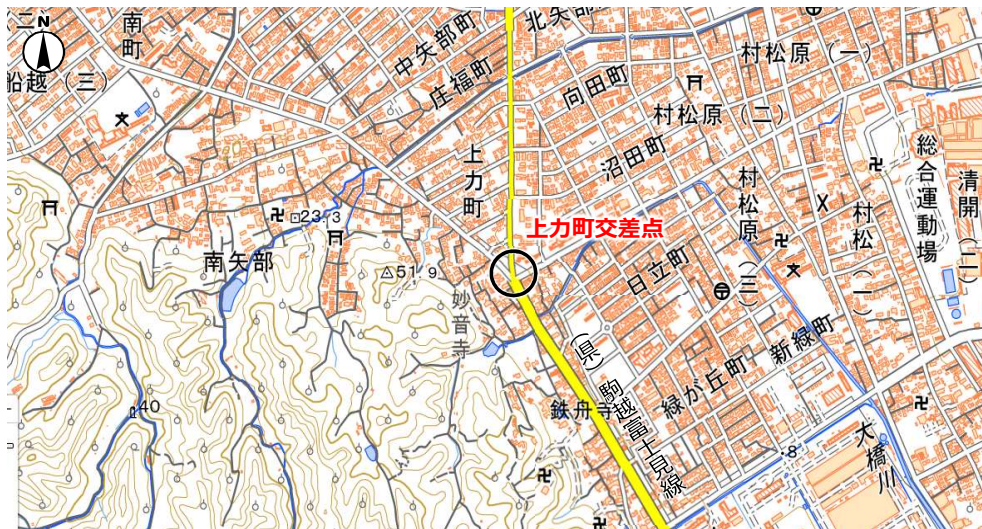 N
南町
船越（三）
中矢部町
庄福町
北矢部
向田町
村松原（一）
村松原（二）
上力町
沼田町
村松原（三）
総合運動場
清開（二）
上力町交差点
23.3
南矢部
51.9
妙音寺
日立町
村松（一）
（県）駒越富士見線
鉄舟寺
緑が丘町
新緑町
140
8
大橋川